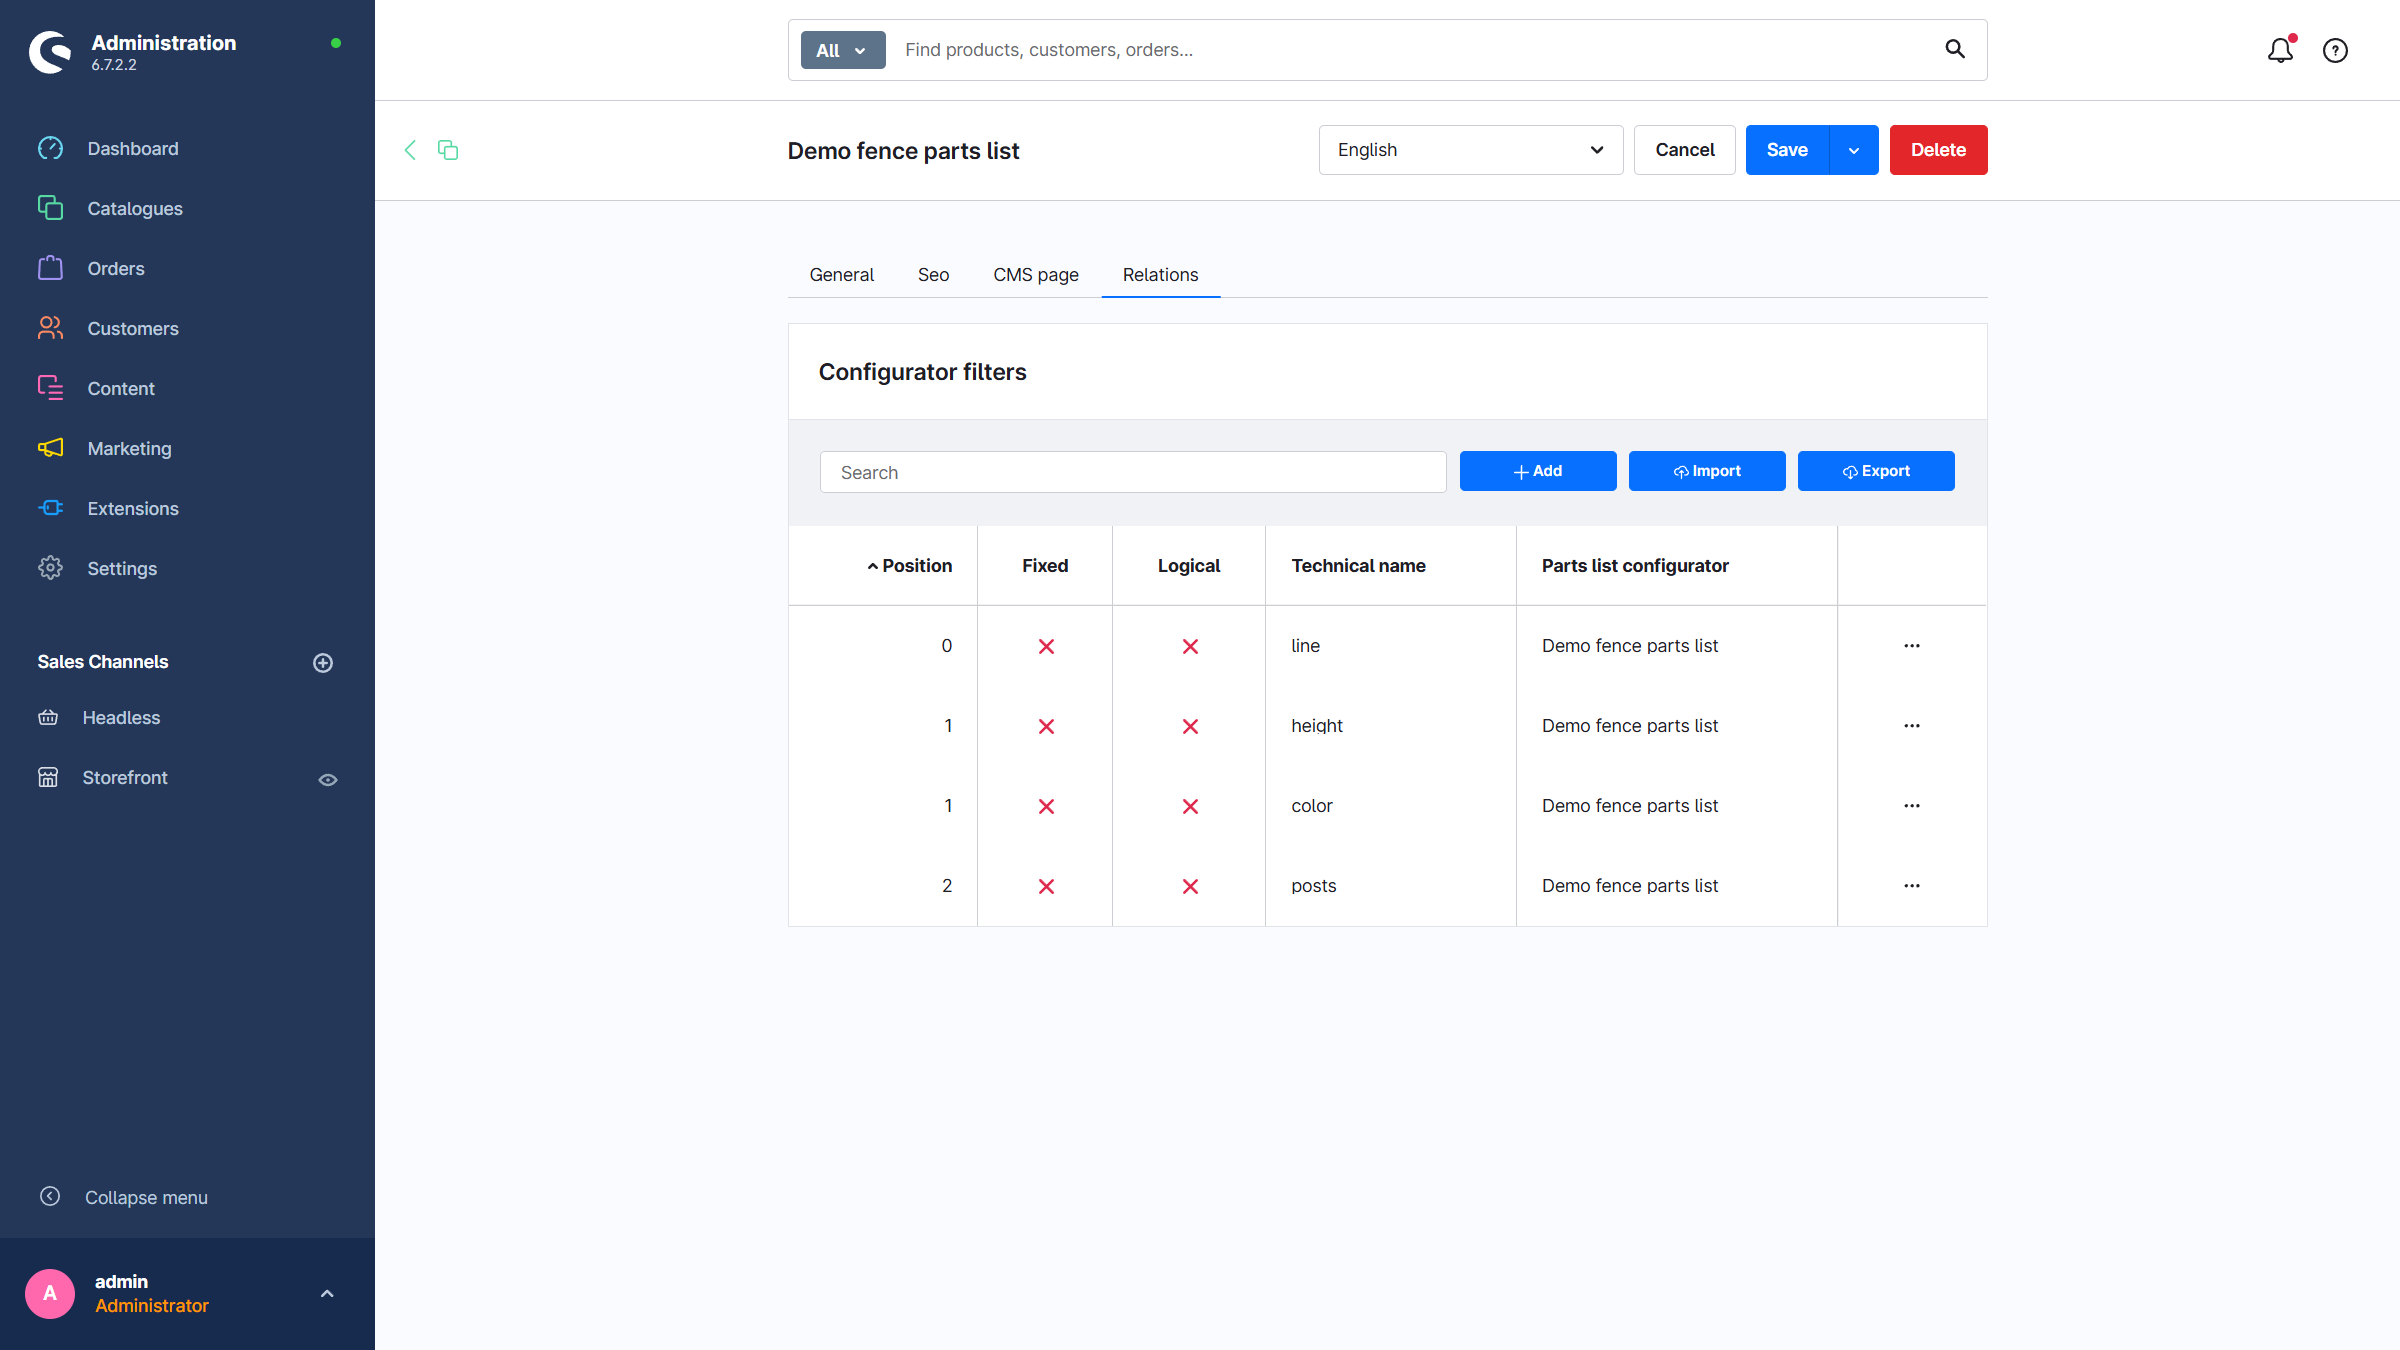 Administration
6.7.2.2
Dashboard
Catalogues
Orders
Customers
Content
Marketing
Extensions
Settings
Sales Channels
Headless
Storefront
Collapse menu
A
admin
Administrator
All
Find products, customers, orders...
Demo fence parts list
English
Cancel
Save
Delete
General
Seo
CMS page
Relations
Configurator filters
Search
Add
Import
Export
Position
Fixed
Logical
Technical name
Parts list configurator
0 line Demo fence parts list
1 height Demo fence parts list
1 color Demo fence parts list
2 posts Demo fence parts list